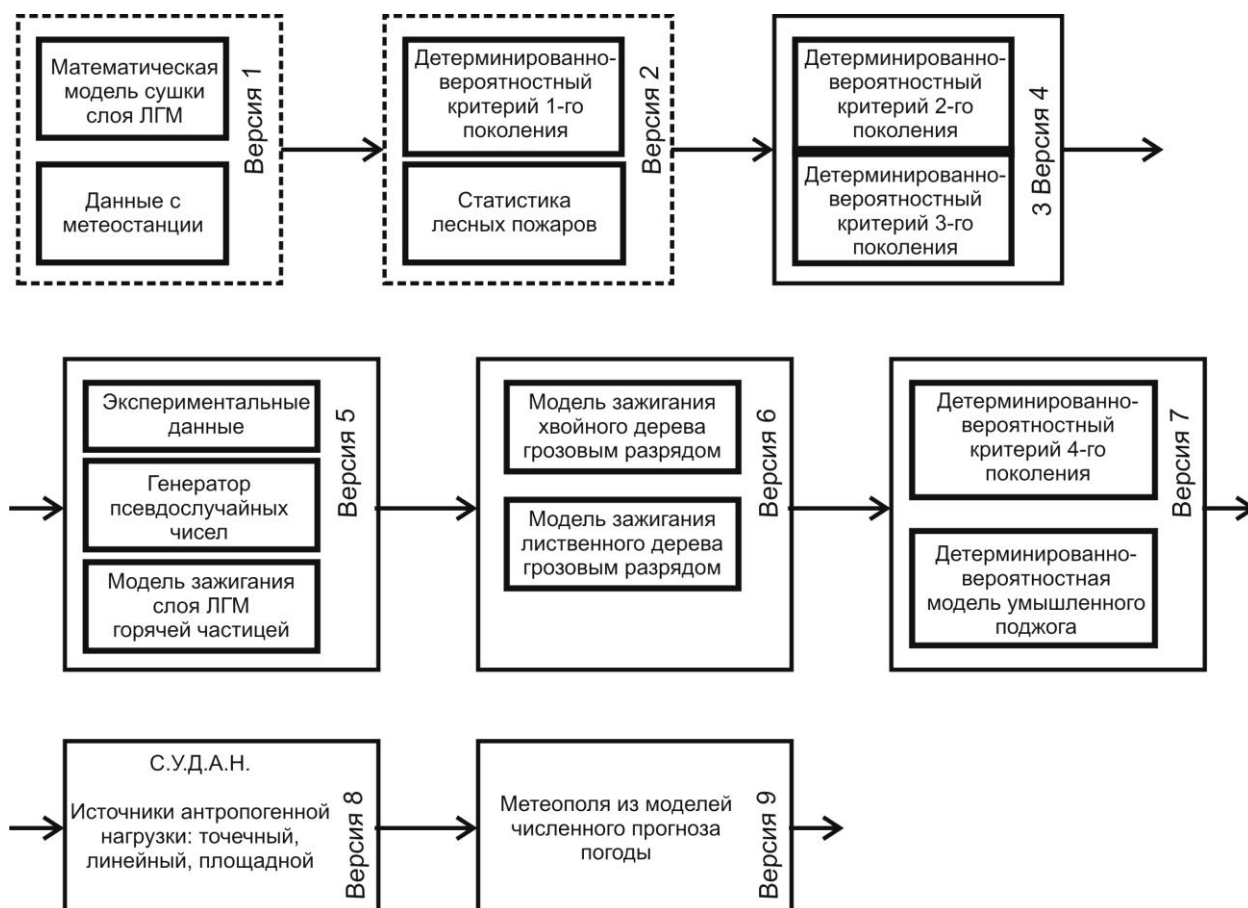 Математическая
модель сушки
слоя ЛГМ
Данные с
метеостанции
Версия 1
Детерминированно-
вероятностный
критерий 1-го
поколения
Статистика
лесных пожаров
Версия 2
Детерминированно-
вероятностный
критерий 2-го
поколения
Детерминированно-
вероятностный
критерий 3-го
поколения
3 Версия 4
Экспериментальные
данные
Генератор
псевдослучайных
чисел
Модель зажигания
слоя ЛГМ
горячей частицей
Версия 5
Модель зажигания
хвойного дерева
грозовым разрядом
Модель зажигания
лиственного дерева
грозовым разрядом
Версия 6
Детерминированно-
вероятностный
критерий 4-го
поколения
Детерминированно-
вероятностная
модель умышленного
поджога
Версия 7
С.У.Д.А.Н.
Источники антропогенной
нагрузки: точечный,
линейный, площадной
Версия 8
Метеополя из моделей
численного прогноза
погоды
Версия 9